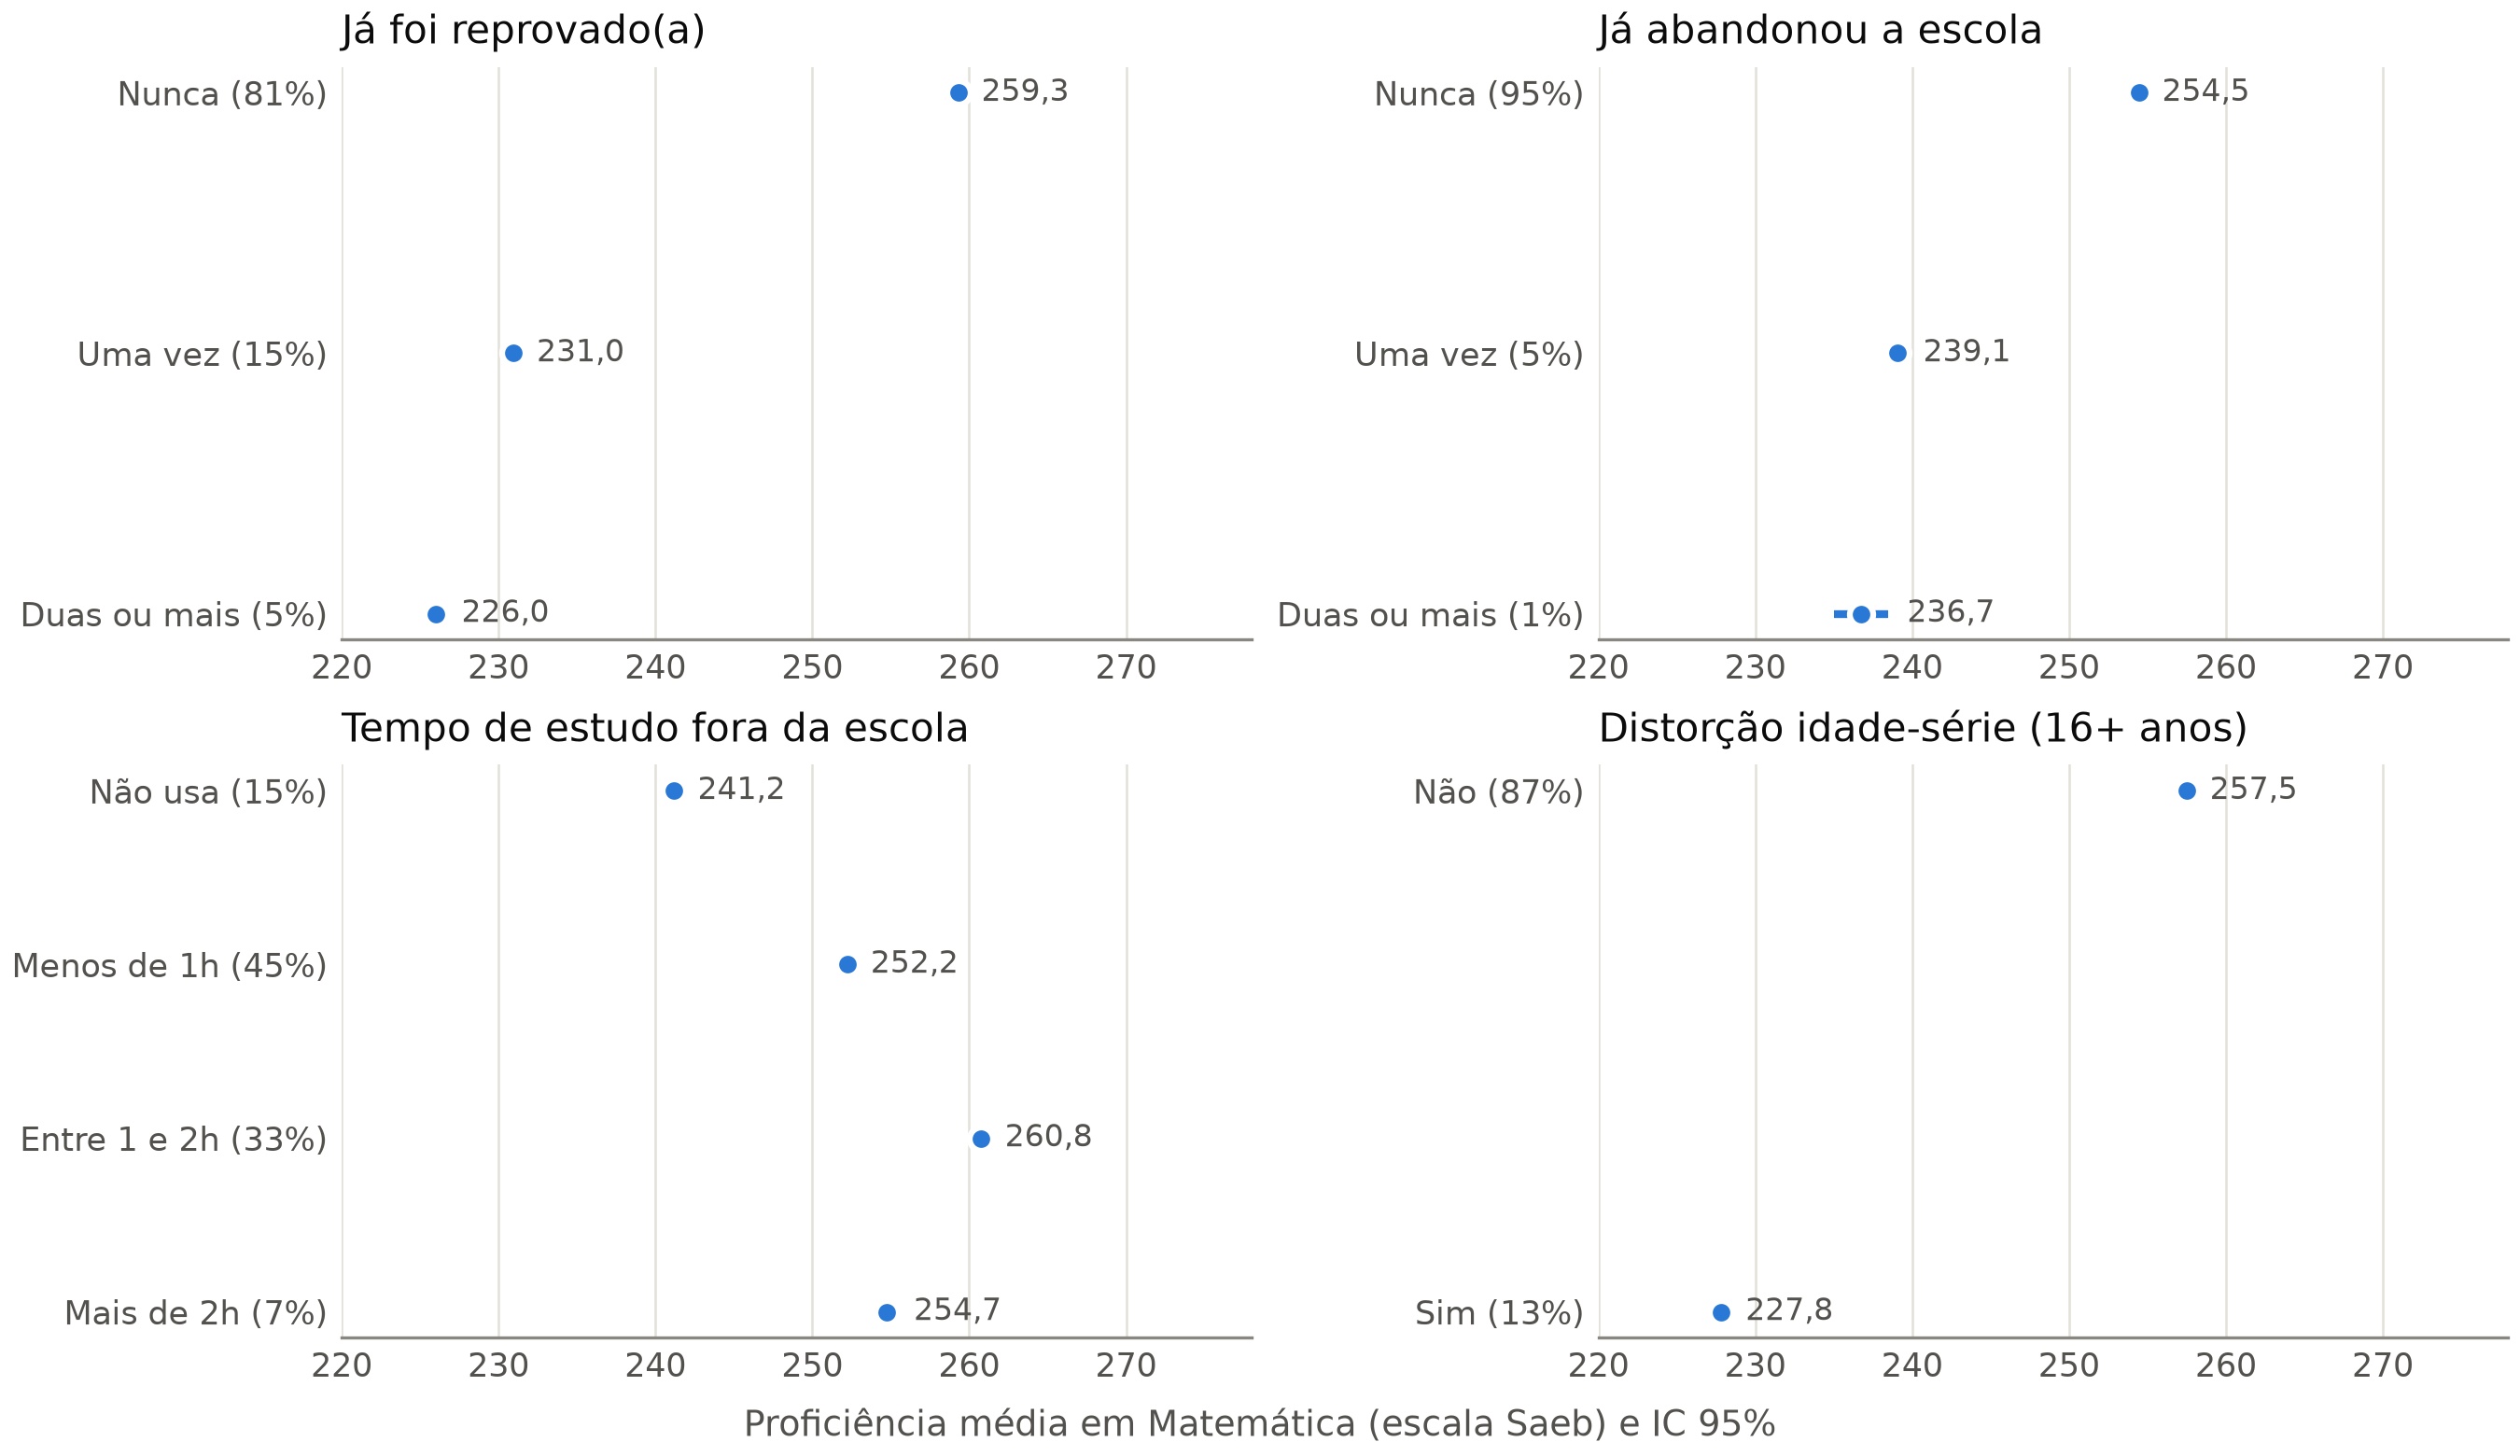 Já foi reprovado(a)
Nunca (81%)
259,3
Uma vez (15%)
231,0
Duas ou mais (5%)
226,0
220 230 240 250 260 270
Já abandonou a escola
Nunca (95%)
254,5
Uma vez (5%)
239,1
Duas ou mais (1%)
236,7
220 230 240 250 260 270
Tempo de estudo fora da escola
Não usa (15%)
241,2
Menos de 1h (45%)
252,2
Entre 1 e 2h (33%)
260,8
Mais de 2h (7%)
254,7
220 230 240 250 260 270
Distorção idade-série (16+ anos)
Não (87%)
257,5
Sim (13%)
227,8
220 230 240 250 260 270
Proficiência média em Matemática (escala Saeb) e IC 95%